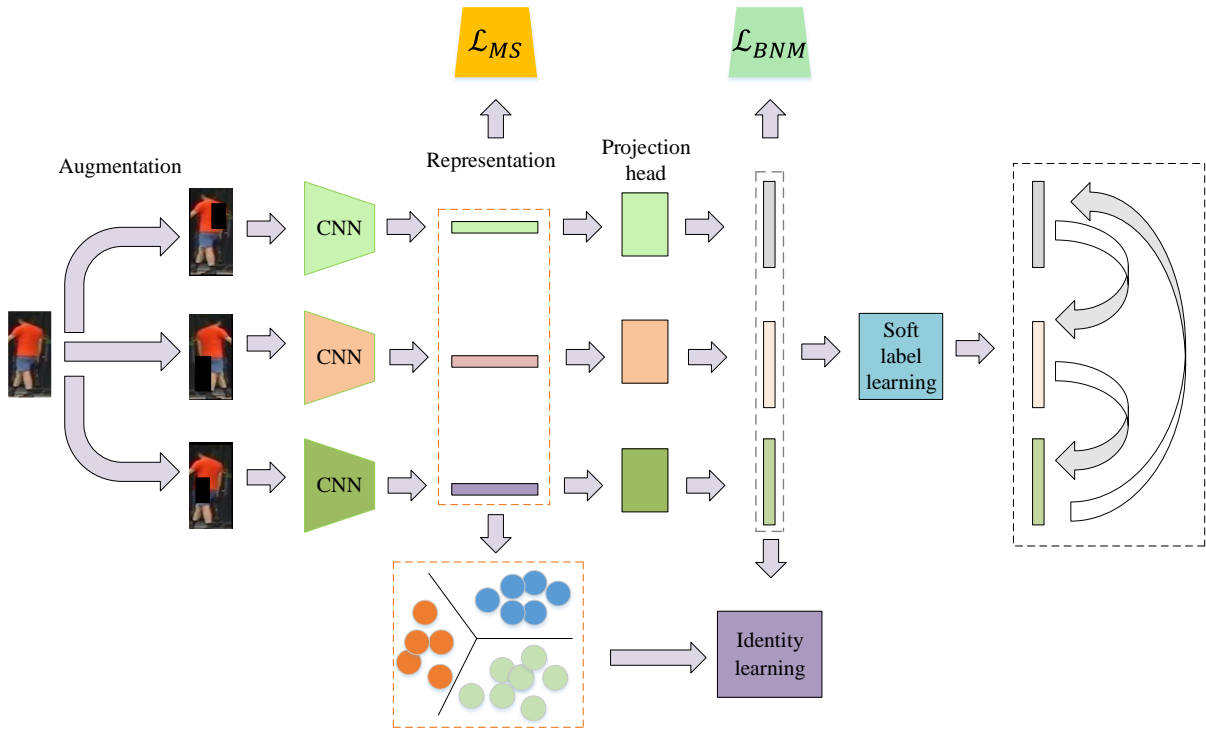 ℒ_MS
ℒ_BNM
Augmentation
Representation
Projection
head
CNN
CNN
CNN
Soft
label
learning
Identity
learning